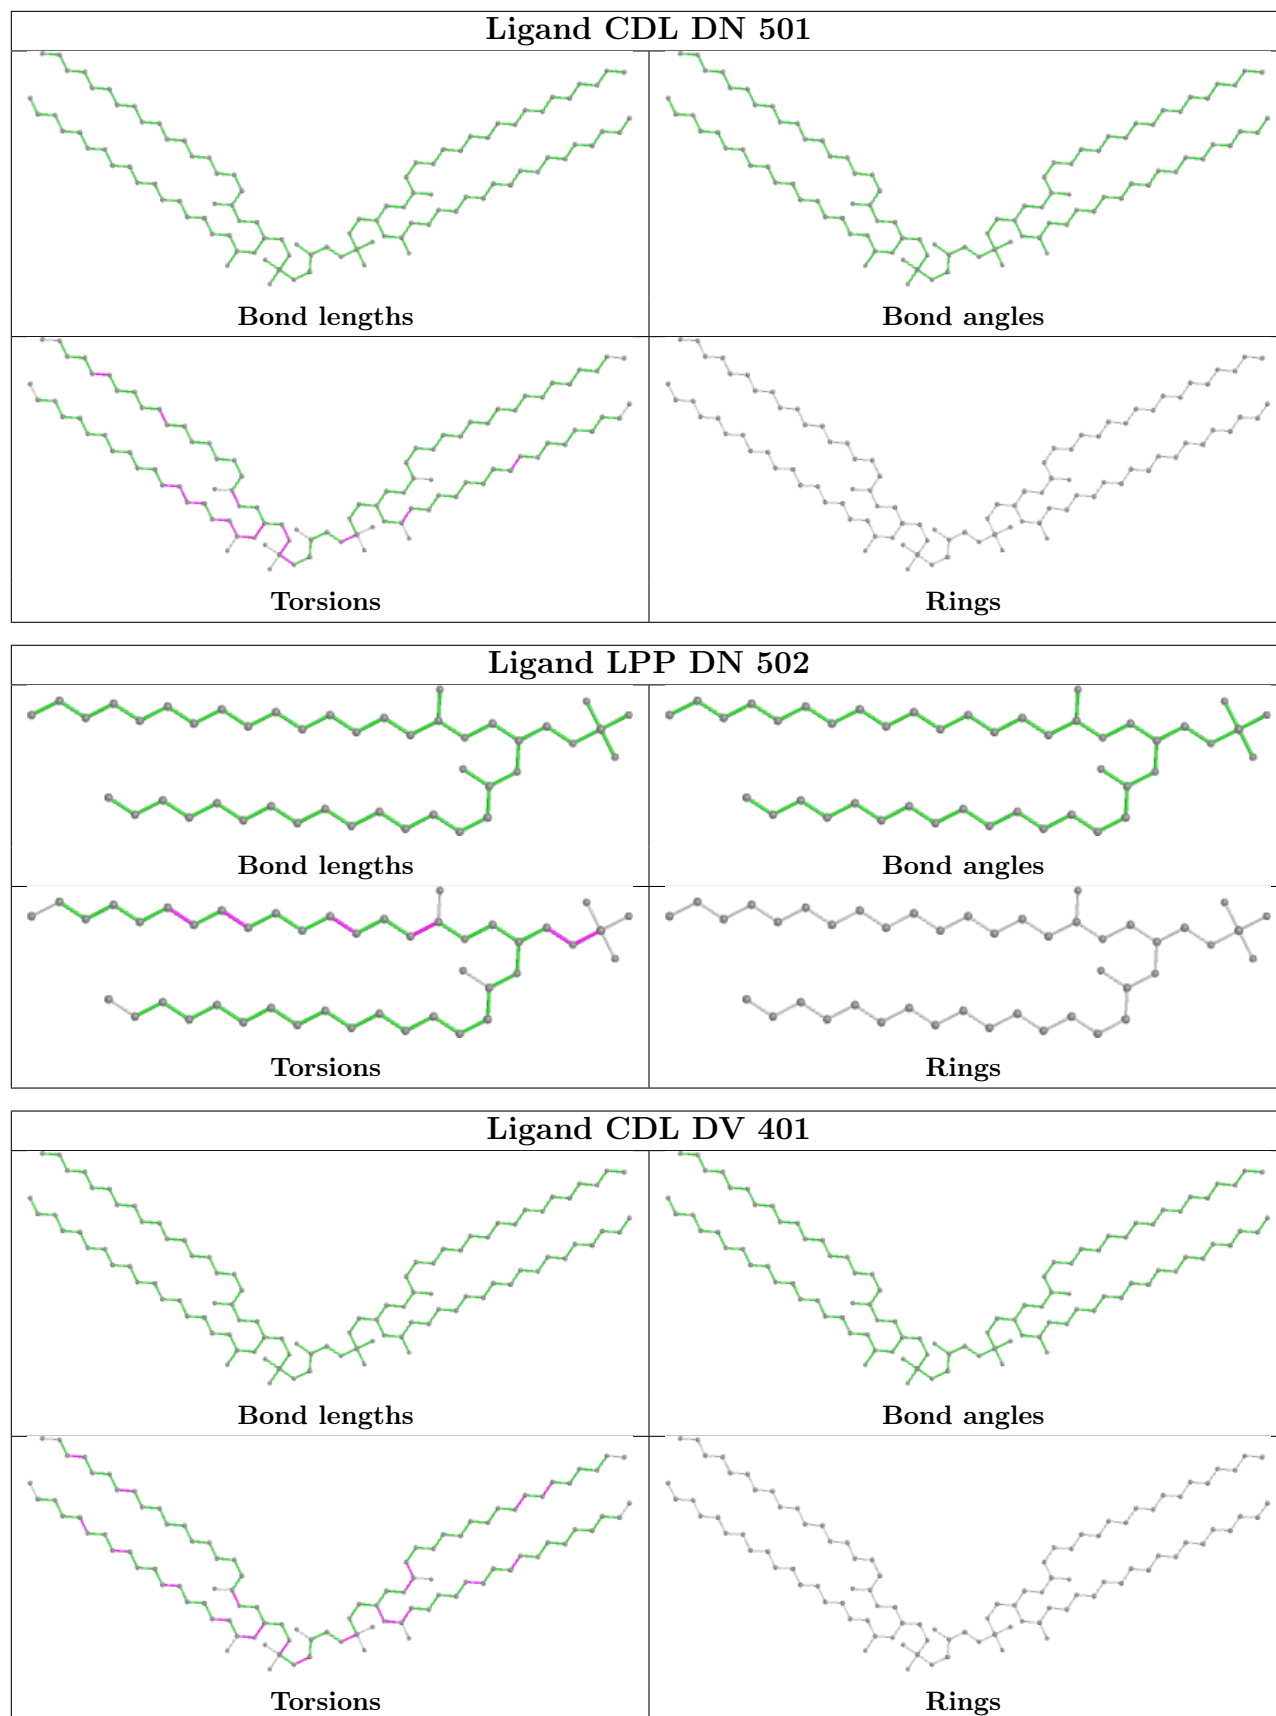 Ligand CDL DN 501
Bond lengths
Bond angles
Torsions
Rings
Ligand LPP DN 502
Bond lengths
Bond angles
Torsions
Rings
Ligand CDL DV 401
Bond lengths
Bond angles
Torsions
Rings